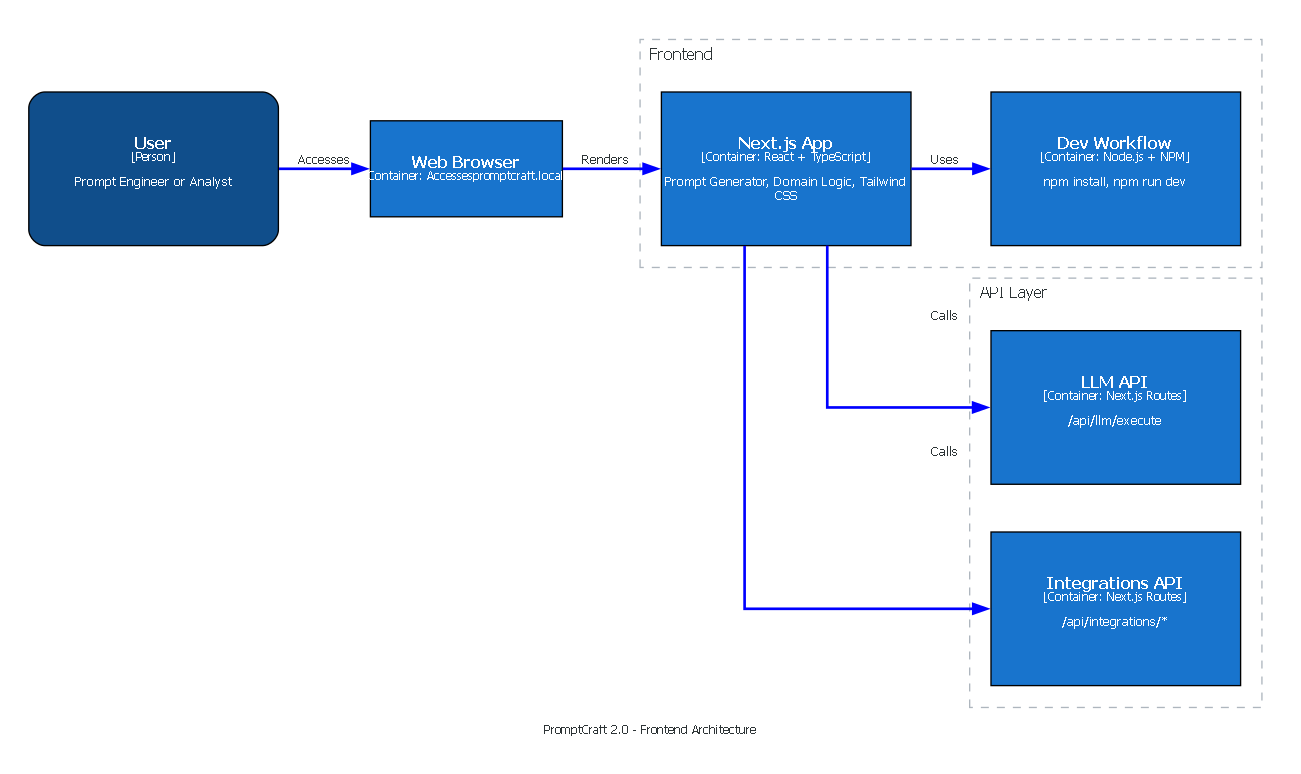 Frontend
User
[Person]
Prompt Engineer or Analyst
Accesses
Web Browser
Container: Accessespromptcraft.local
Renders
Next.js App
[Container: React + TypeScript]
Prompt Generator, Domain Logic, Tailwind
CSS
Uses
Dev Workflow
[Container: Node.js + NPM]
npm install, npm run dev
API Layer
Calls
LLM API
[Container: Next.js Routes]
/api/llm/execute
Calls
Integrations API
[Container: Next.js Routes]
/api/integrations/*
PromptCraft 2.0 - Frontend Architecture